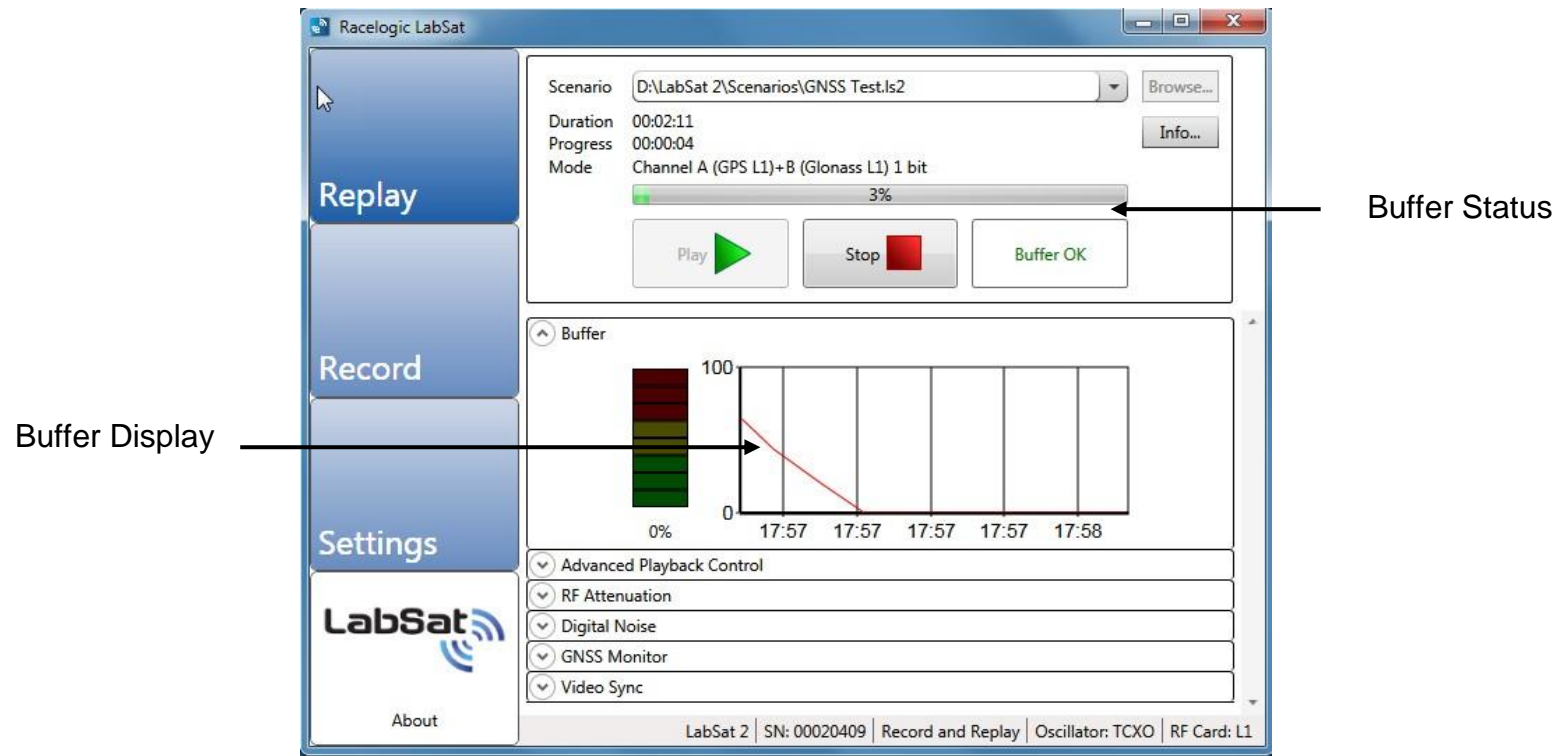 Racelogic LabSat
Scenario D:\LabSat 2\Scenarios\GNSS Test.ls2 Browse...
Duration 00:02:11 Info...
Progress 00:00:04
Mode Channel A (GPS L1)+B (Glonass L1) 1 bit
3%
Play Stop Buffer OK
Buffer Status
Replay
Record
Settings
LabSat
About
Buffer
Buffer Display
100
0
0% 17:57 17:57 17:57 17:57 17:58
Advanced Playback Control
RF Attenuation
Digital Noise
GNSS Monitor
Video Sync
LabSat 2 SN: 00020409 Record and Replay Oscillator: TCXO RF Card: L1